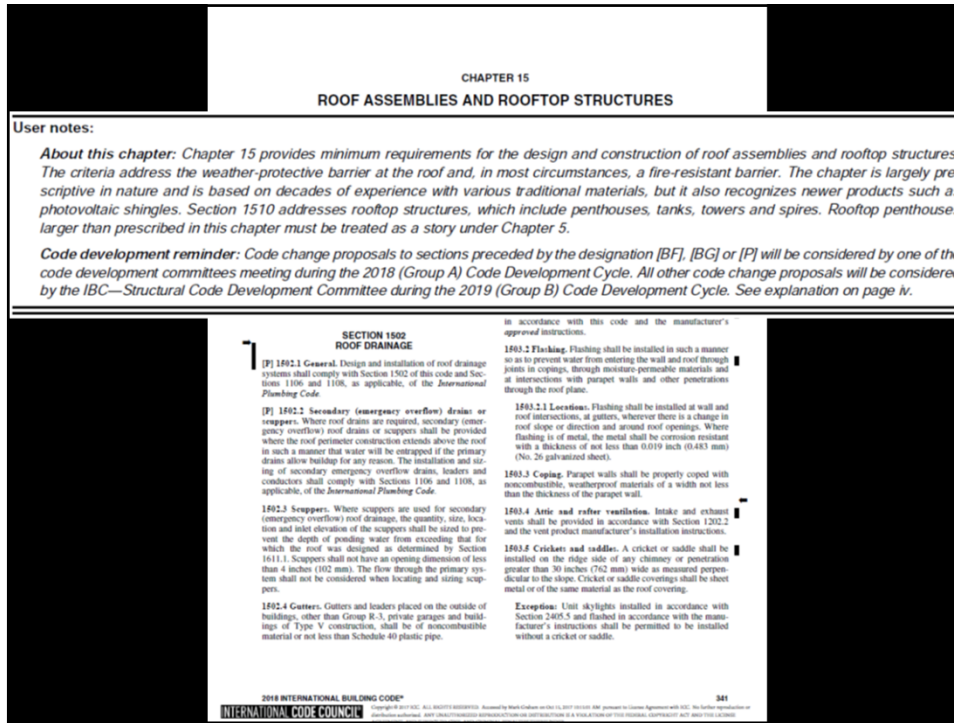 CHAPTER 15
ROOF ASSEMBLIES AND ROOFTOP STRUCTURES
User notes:
About this chapter: Chapter 15 provides minimum requirements for the design and construction of roof assemblies and rooftop structures
The criteria address the weather-protective barrier at the roof and, in most circumstances, a fire-resistant barrier. The chapter is largely pre
scriptive in nature and is based on decades of experience with various traditional materials, but it also recognizes newer products such a
photovoltaic shingles. Section 1510 addresses rooftop structures, which include penthouses, tanks, towers and spires. Rooftop penthouse
larger than prescribed in this chapter must be treated as a story under Chapter 5.
Code development reminder: Code change proposals to sections preceded by the designation [BF], [BG] or [P] will be considered by one of the
code development committees meeting during the 2018 (Group A) Code Development Cycle. All other code change proposals will be considere
by the IBC—Structural Code Development Committee during the 2019 (Group B) Code Development Cycle. See explanation on page iv.
SECTION 1502
ROOF DRAINAGE
[P] 1502.1 General. Design and installation of roof drainage
systems shall comply with Section 1502 of this code and Sec-
tions 1106 and 1108, as applicable, of the International
Plumbing Code.
[P] 1502.2 Secondary (emergency overflow) drains or
scuppers. Where roof drains are required, secondary (emer-
gency overflow) roof drains or scuppers shall be provided
where the roof perimeter construction extends above the roof
in such a manner that water will be entrapped if the primary
drains allow buildup for any reason. The installation and siz-
ing of secondary emergency overflow drains, leaders and
conductors shall comply with Sections 1106 and 1108, as
applicable, of the International Plumbing Code.
1502.3 Scuppers. Where scuppers are used for secondary
(emergency overflow) roof drainage, the quantity, size, loca-
tion and inlet elevation of the scuppers shall be sized to pre-
vent the depth of ponding water from exceeding that for
which the roof was designed as determined by Section
1611.1. Scuppers shall not have an opening dimension of less
than 4 inches (102 mm). The flow through the primary sys-
tem shall not be considered when locating and sizing scup-
pers.
1502.4 Gutters. Gutters and leaders placed on the outside of
buildings, other than Group R-3, private garages and build-
ings of Type V construction, shall be of noncombustible
material or not less than Schedule 40 plastic pipe.
in accordance with this code and the manufacturer's
approved instructions.
1503.2 Flashing. Flashing shall be installed in such a manner
so as to prevent water from entering the wall and roof through
joints in copings, through moisture-permeable materials and
at intersections with parapet walls and other penetrations
through the roof plane.
1503.2.1 Locations. Flashing shall be installed at wall and
roof intersections, at gutters, wherever there is a change in
roof slope or direction and around roof openings. Where
flashing is of metal, the metal shall be corrosion resistant
with a thickness of not less than 0.019 inch (0.483 mm)
(No. 26 galvanized sheet).
1503.3 Coping. Parapet walls shall be properly coped with
noncombustible, weatherproof materials of a width not less
than the thickness of the parapet wall.
1503.4 Attic and rafter ventilation. Intake and exhaust
vents shall be provided in accordance with Section 1202.2
and the vent product manufacturer's installation instructions.
1503.5 Crickets and saddles. A cricket or saddle shall be
installed on the ridge side of any chimney or penetration
greater than 30 inches (762 mm) wide as measured perpen-
dicular to the slope. Cricket or saddle coverings shall be sheet
metal or of the same material as the roof covering.
Exception: Unit skylights installed in accordance with
Section 2405.5 and flashed in accordance with the manu-
facturer's instructions shall be permitted to be installed
without a cricket or saddle.
2018 INTERNATIONAL BUILDING CODE®
341
INTERNATIONAL CODE COUNCIL